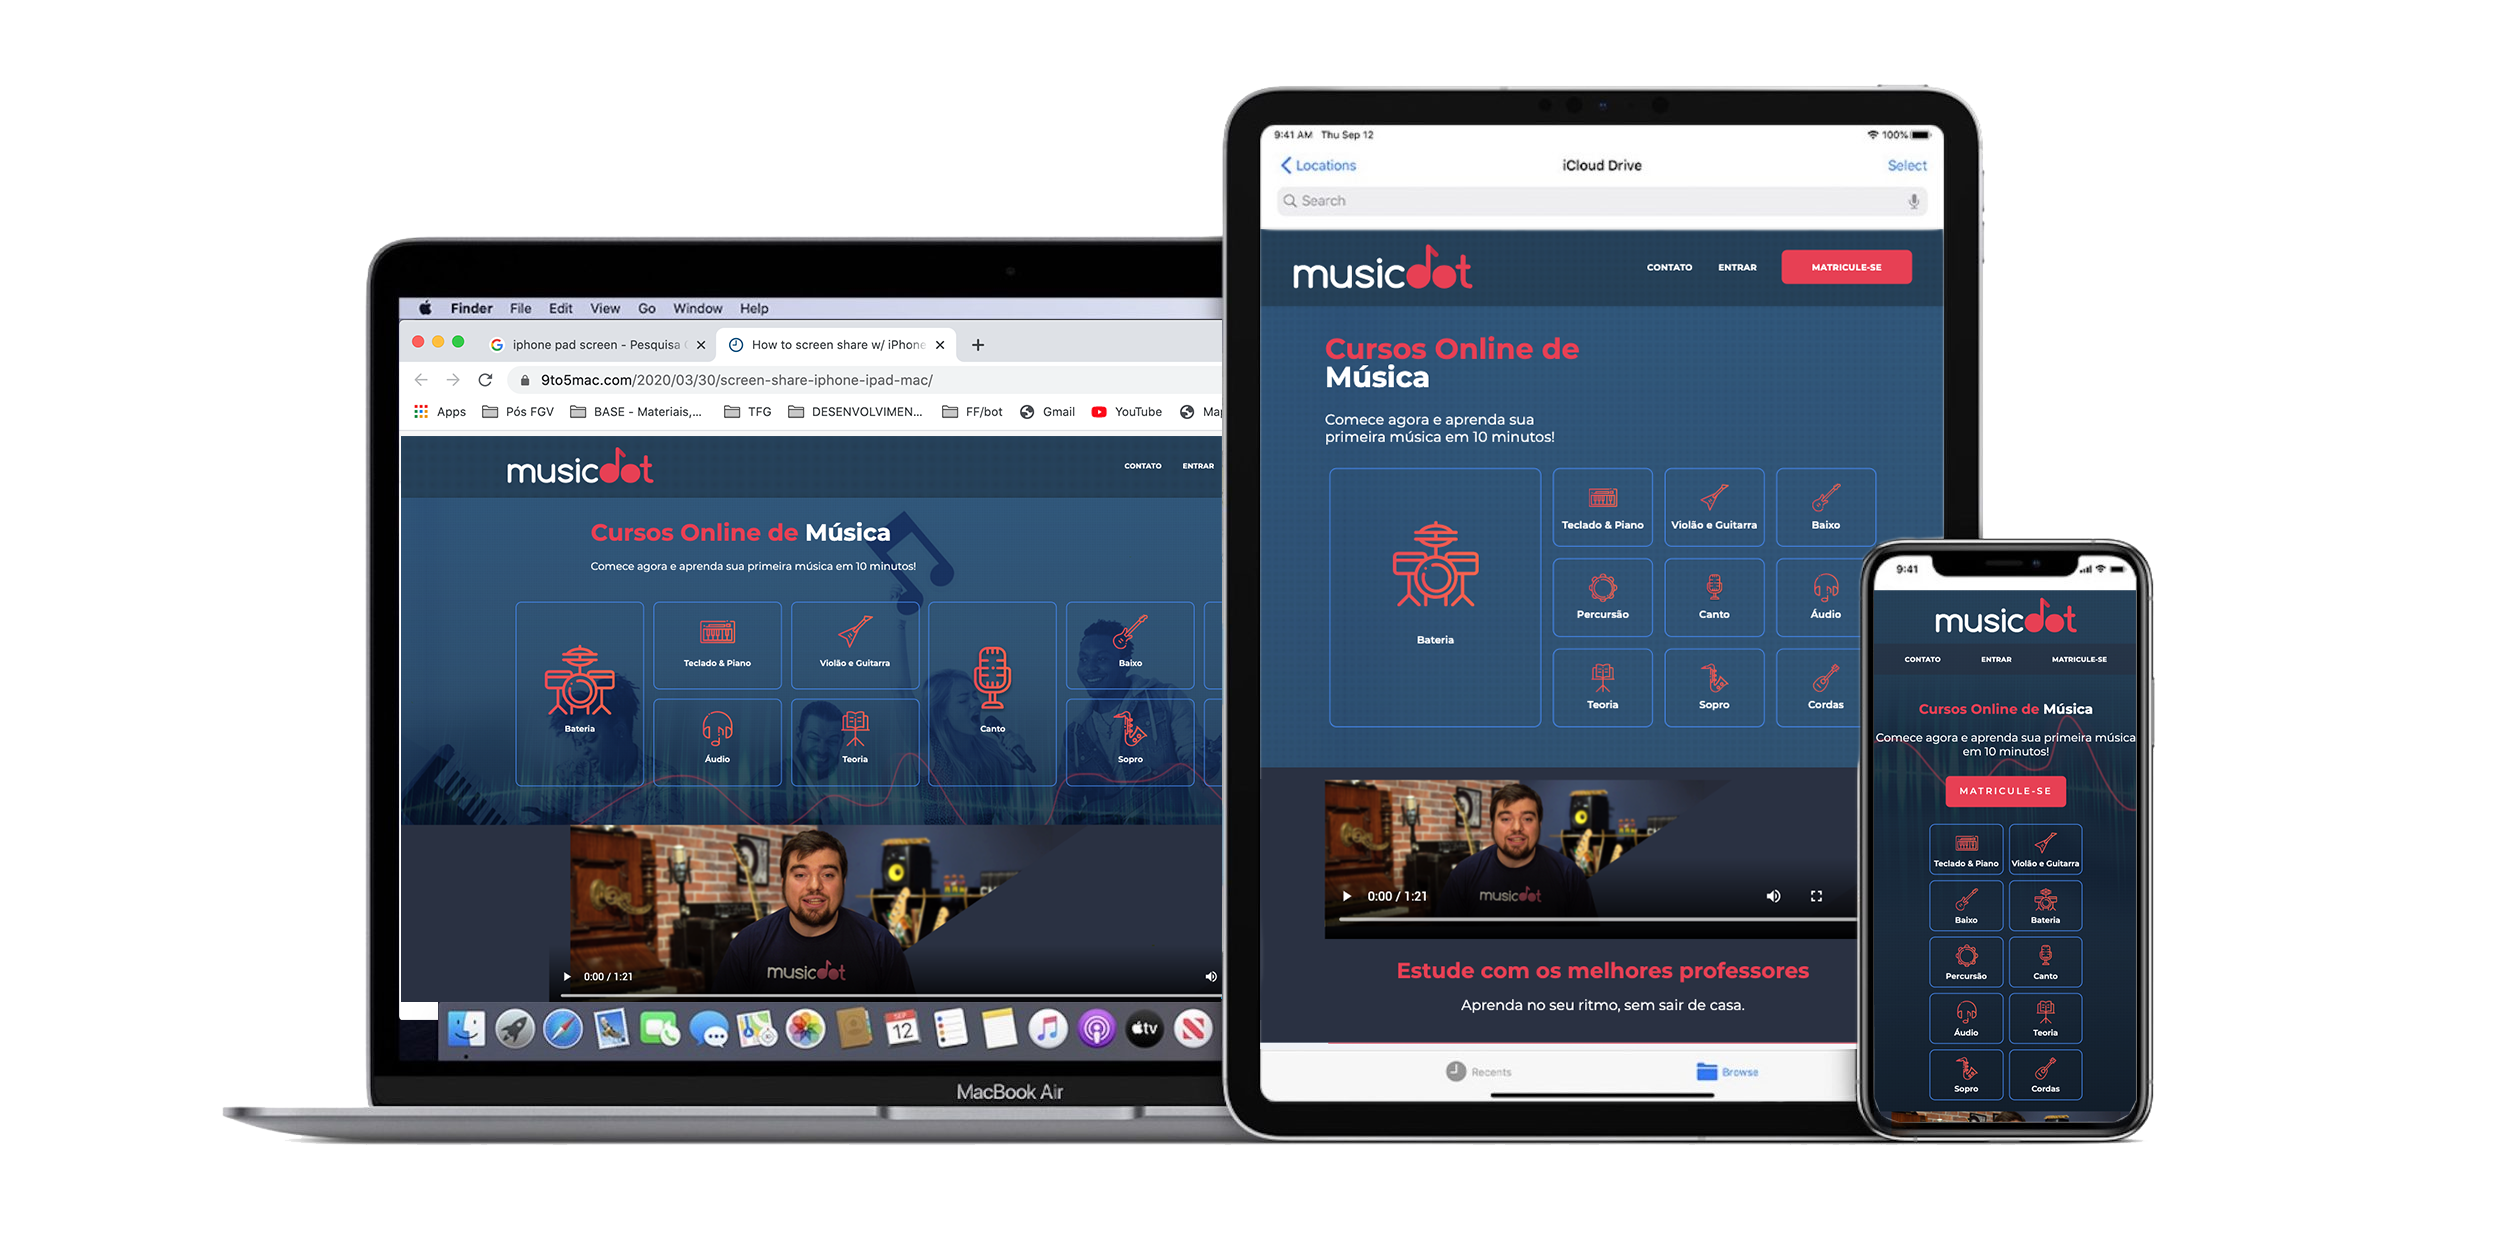 Finder File Edit View Go Window Help
iphone pad screen - Pesquisa
How to screen share w/ iPhone
9to5mac.com/2020/03/30/screen-share-iphone-ipad-mac/
Apps Pós FGV BASE - Materiais,... TFG DESENVOLVIMEN... FF/bot Gmail YouTube
musicdot
CONTATO ENTRAR
Cursos Online de Música
Comece agora e aprenda sua primeira música em 10 minutos!
Bateria
Teclado & Piano
Violão e Guitarra
Canto
Baixo
Áudio
Teoria
Sopro
musicdot
0:00 / 1:21
SEP
12
tv
MacBook Air
9:41 AM Thu Sep 12
100%
Locations
iCloud Drive
Select
Search
musicdot
CONTATO ENTRAR MATRICULE-SE
Cursos Online de
Música
Comece agora e aprenda sua
primeira música em 10 minutos!
Bateria
Teclado & Piano
Violão e Guitarra
Baixo
Percursão
Canto
Áudio
Teoria
Sopro
Cordas
musicdot
0:00 / 1:21
Estude com os melhores professores
Aprenda no seu ritmo, sem sair de casa.
Recents
Browse
9:41
musicdot
CONTATO ENTRAR MATRICULE-SE
Cursos Online de Música
Comece agora e aprenda sua primeira música
em 10 minutos!
MATRICULE-SE
Teclado & Piano
Violão e Guitarra
Baixo
Bateria
Percursão
Canto
Áudio
Teoria
Sopro
Cordas